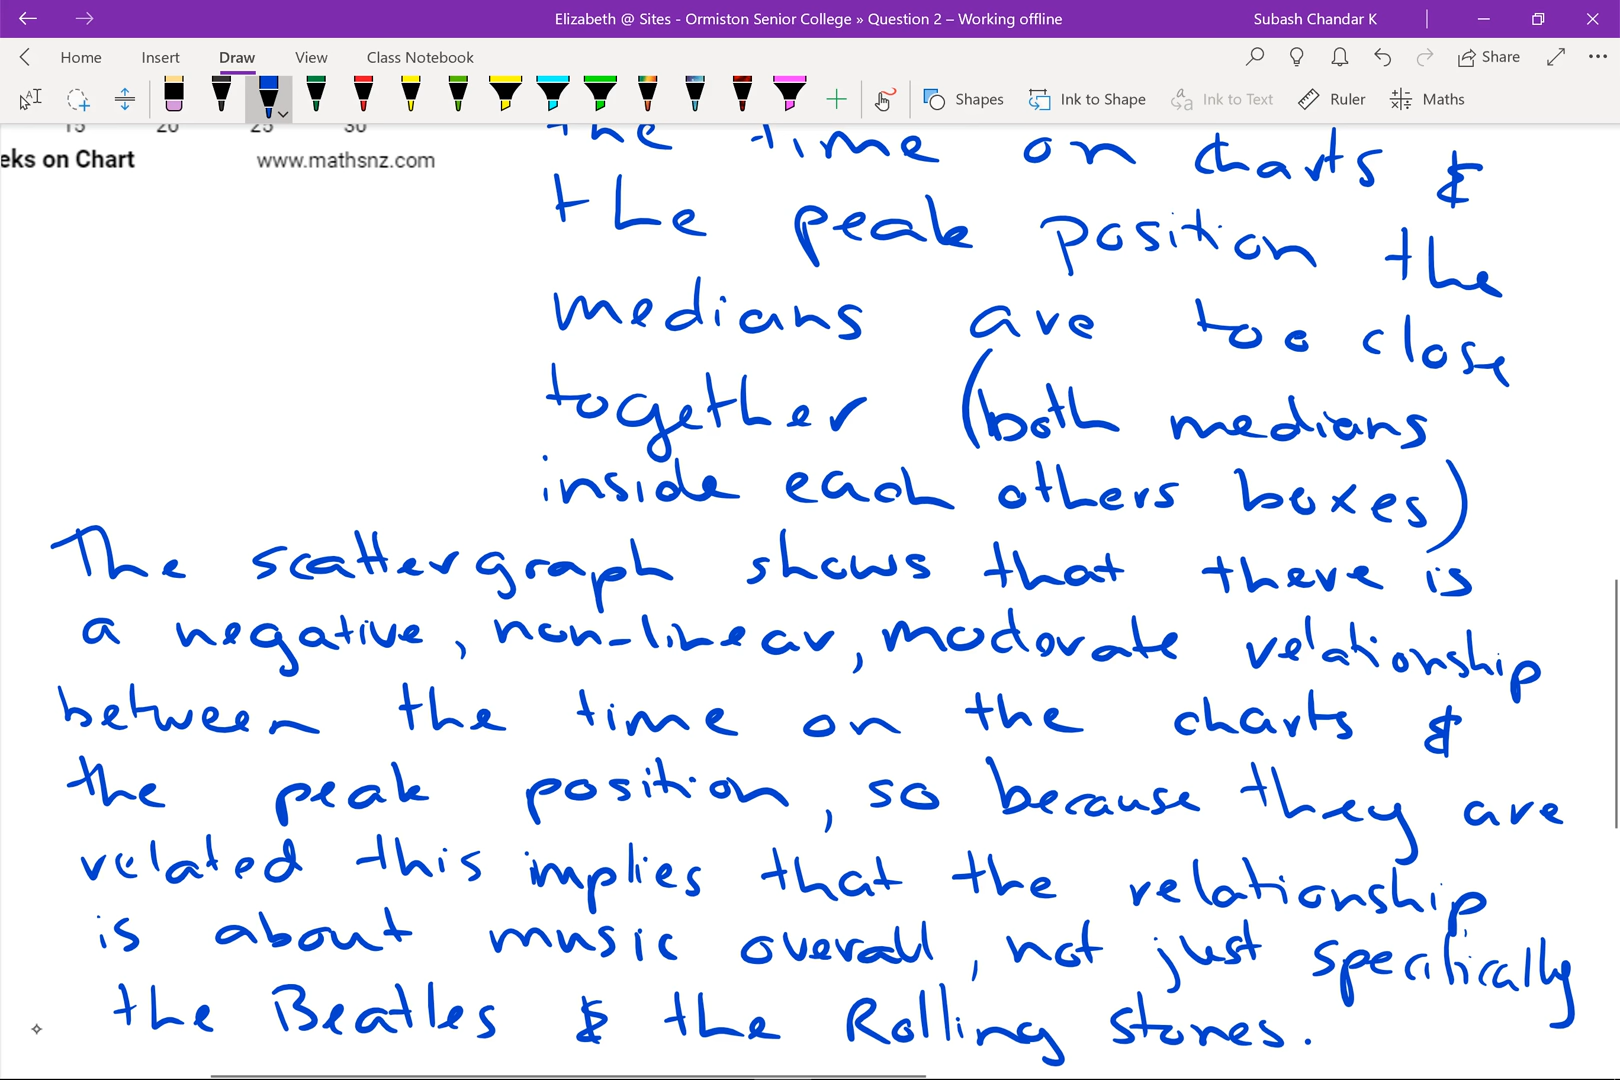 Elizabeth @ Sites - Ormiston Senior College » Question 2 – Working offline
Subash Chandar K
Home Insert Draw View Class Notebook
Share
Shapes Ink to Shape Ink to Text Ruler Maths
15 20 25 30
eks on Chart www.mathsnz.com
the time on charts &
the peak position the
medians are too close
together (both medians
inside each others boxes)
The scattergraph shows that there is
a negative, non-linear, moderate relationship
between the time on the charts &
the peak position, so because they are
related this implies that the relationship
is about music overall, not just specifically
the Beatles & the Rolling Stones.